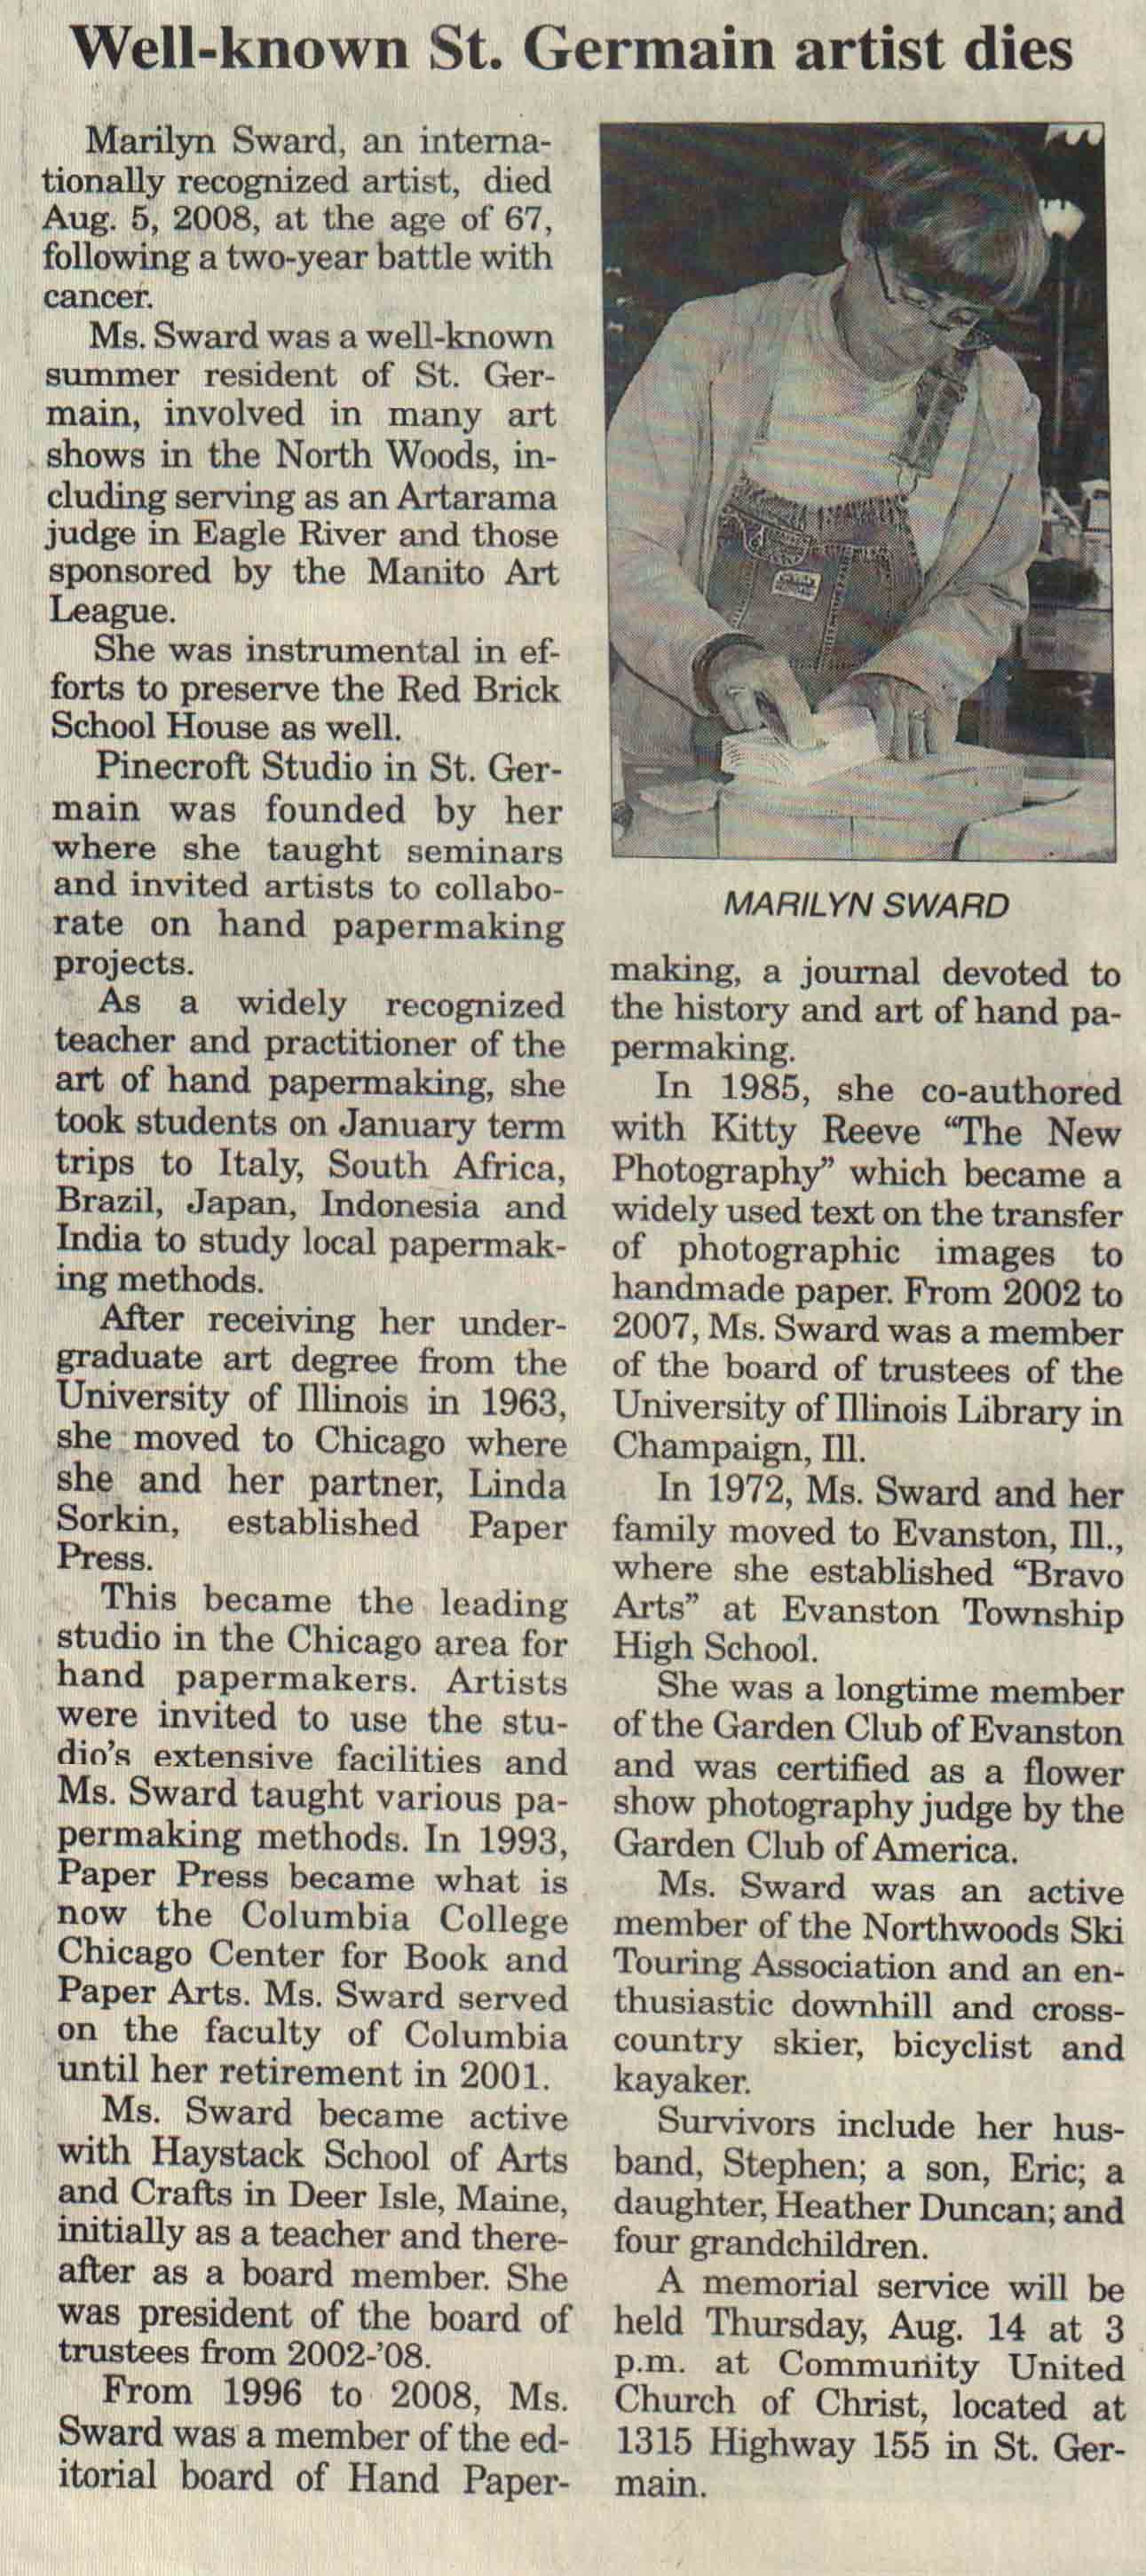 Well-known St. Germain artist dies
Marilyn Sward, an interna-
tionally recognized artist, died
Aug. 5, 2008, at the age of 67,
following a two-year battle with
cancer.
Ms. Sward was a well-known
summer resident of St. Ger-
main, involved in many art
shows in the North Woods, in-
cluding serving as an Artarama
judge in Eagle River and those
sponsored by the Manito Art
League.
She was instrumental in ef-
forts to preserve the Red Brick
School House as well.
Pinecroft Studio in St. Ger-
main was founded by her
where she taught seminars
and invited artists to collabo-
rate on hand papermaking
projects.
As a widely recognized
teacher and practitioner of the
art of hand papermaking, she
took students on January term
trips to Italy, South Africa,
Brazil, Japan, Indonesia and
India to study local papermak-
ing methods.
After receiving her under-
graduate art degree from the
University of Illinois in 1963,
she moved to Chicago where
she and her partner, Linda
Sorkin, established Paper
Press.
This became the leading
studio in the Chicago area for
hand papermakers. Artists
were invited to use the stu-
dio's extensive facilities and
Ms. Sward taught various pa-
permaking methods. In 1993,
Paper Press became what is
now the Columbia College
Chicago Center for Book and
Paper Arts. Ms. Sward served
on the faculty of Columbia
until her retirement in 2001.
Ms. Sward became active
with Haystack School of Arts
and Crafts in Deer Isle, Maine,
initially as a teacher and there-
after as a board member. She
was president of the board of
trustees from 2002-'08.
From 1996 to 2008, Ms.
Sward was a member of the ed-
itorial board of Hand Paper-
MARILYN SWARD
making, a journal devoted to
the history and art of hand pa-
permaking.
In 1985, she co-authored
with Kitty Reeve “The New
Photography” which became a
widely used text on the transfer
of photographic images to
handmade paper. From 2002 to
2007, Ms. Sward was a member
of the board of trustees of the
University of Illinois Library in
Champaign, Ill.
In 1972, Ms. Sward and her
family moved to Evanston, Ill.,
where she established “Bravo
Arts” at Evanston Township
High School.
She was a longtime member
of the Garden Club of Evanston
and was certified as a flower
show photography judge by the
Garden Club of America.
Ms. Sward was an active
member of the Northwoods Ski
Touring Association and an en-
thusiastic downhill and cross-
country skier, bicyclist and
kayaker.
Survivors include her hus-
band, Stephen; a son, Eric; a
daughter, Heather Duncan; and
four grandchildren.
A memorial service will be
held Thursday, Aug. 14 at 3
p.m. at Community United
Church of Christ, located at
1315 Highway 155 in St. Ger-
main.